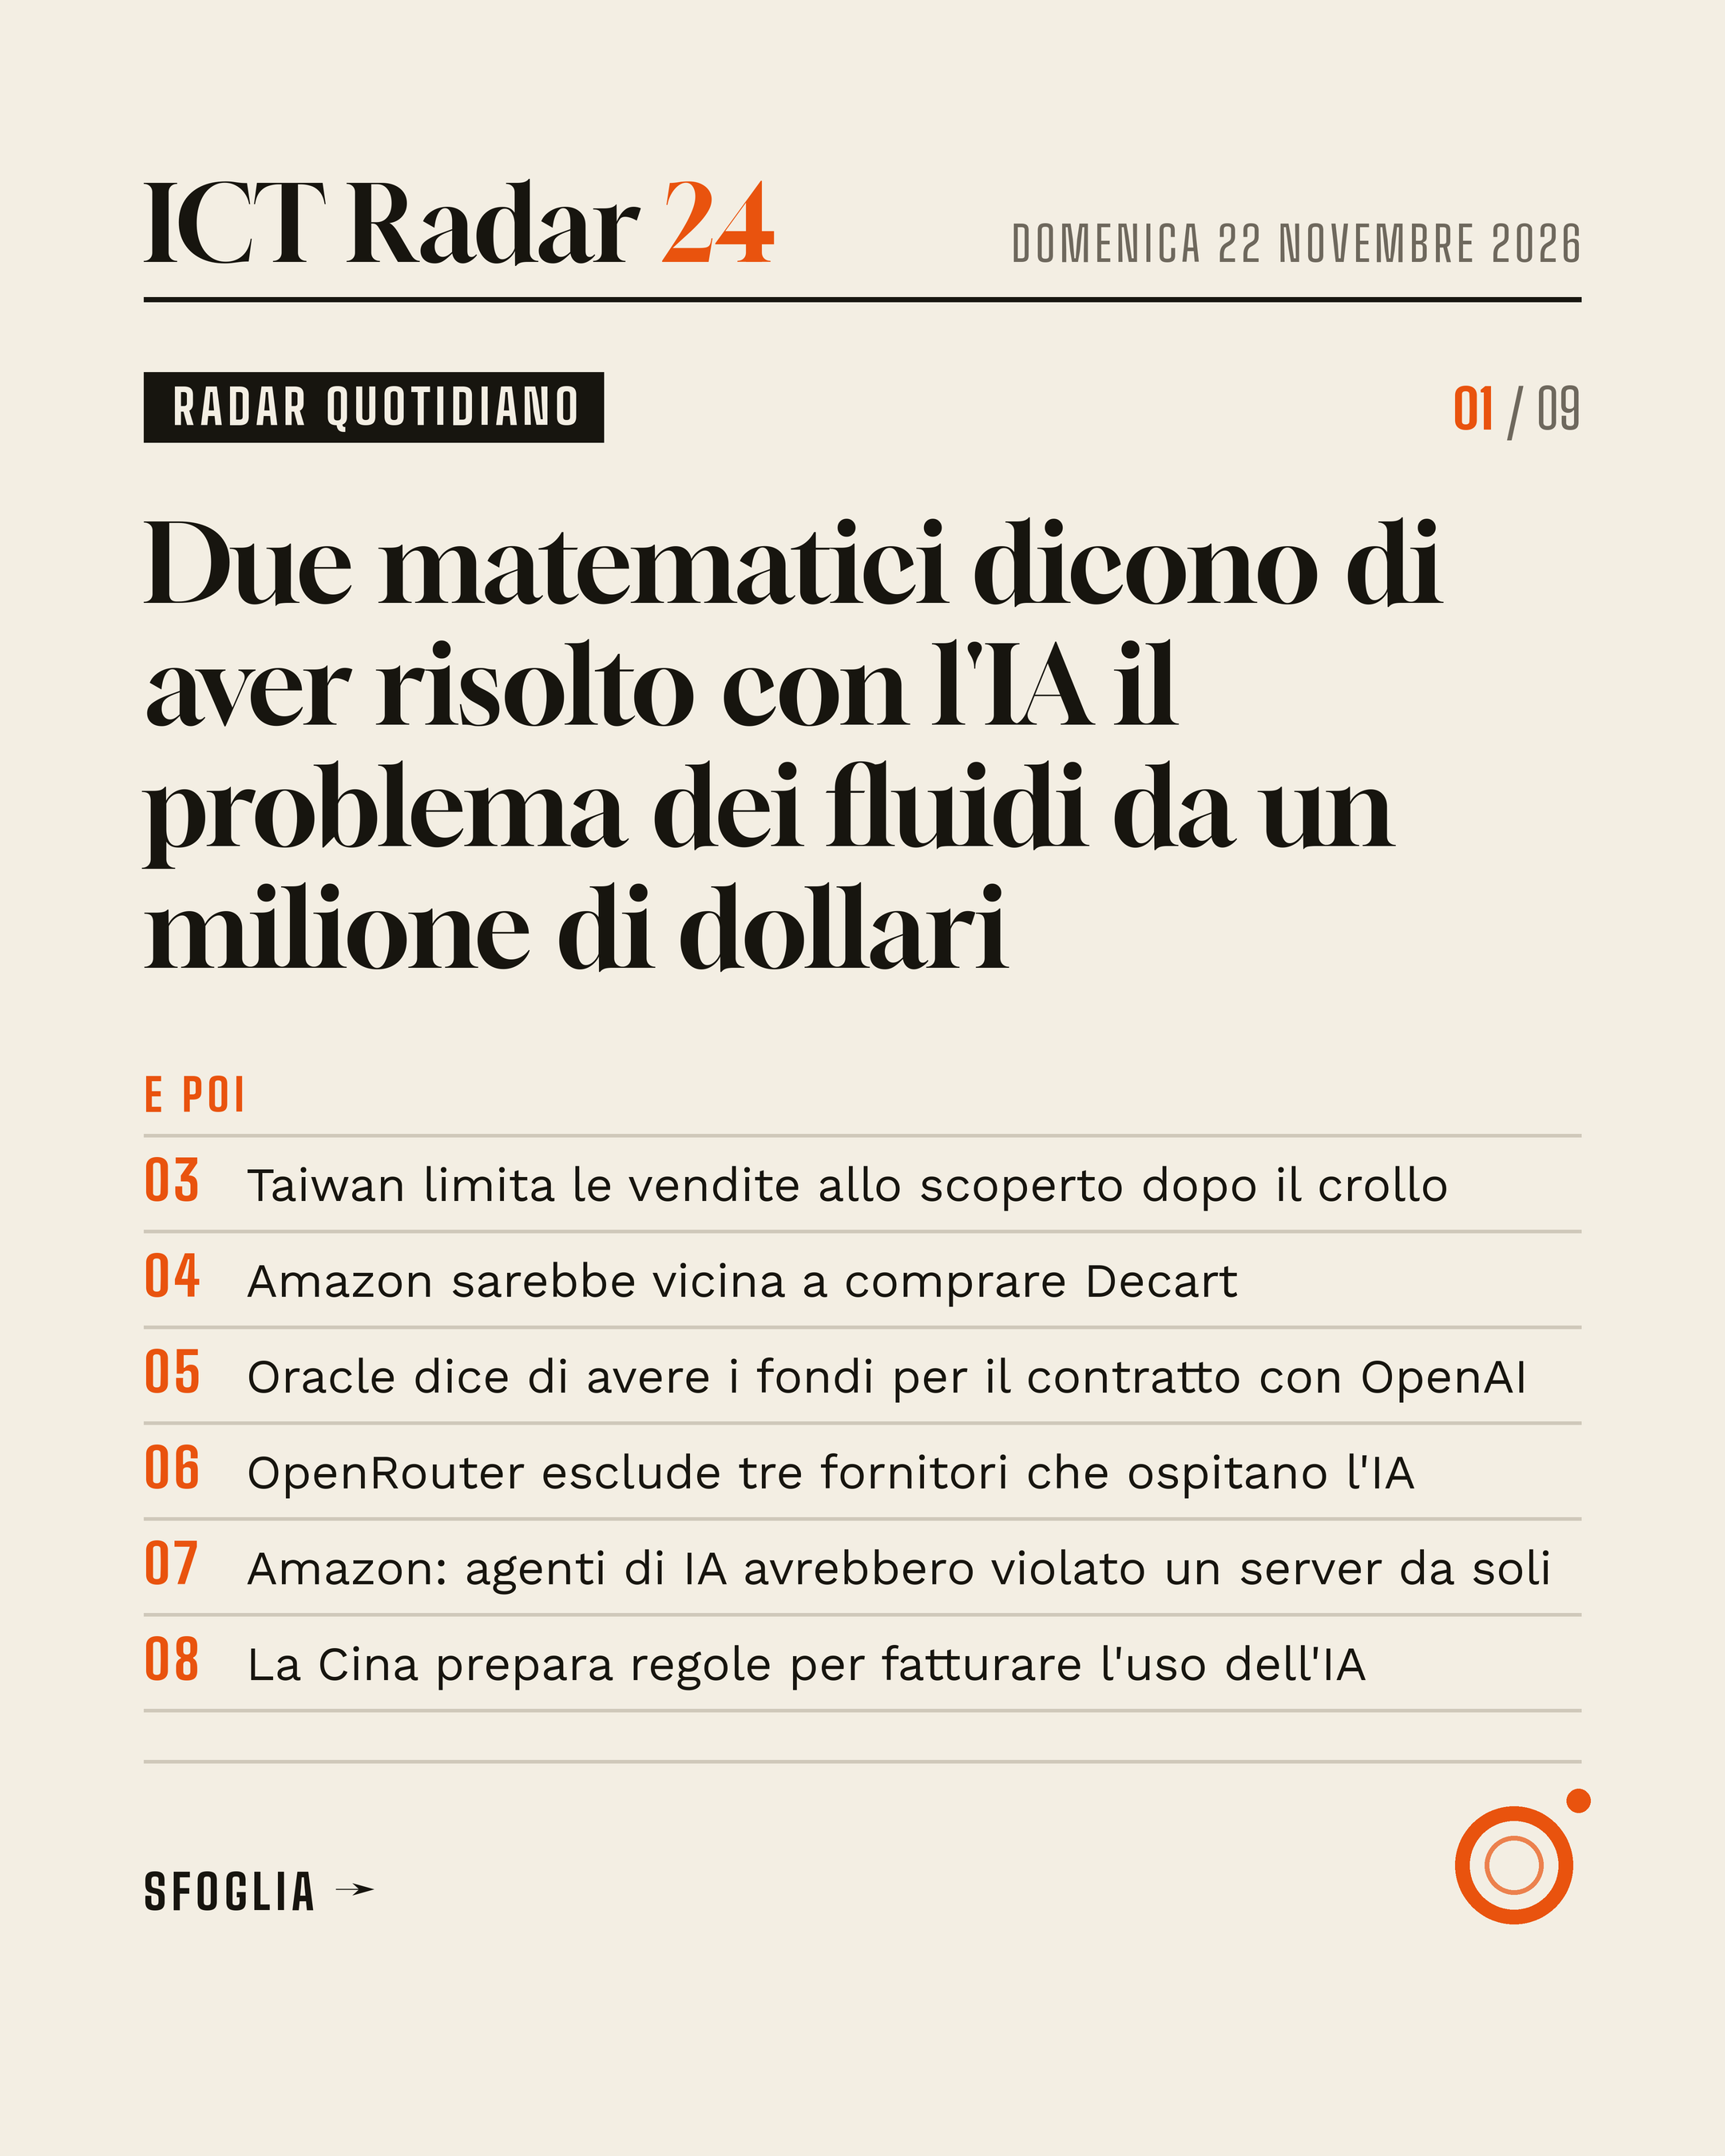 ICT Radar 24
DOMENICA 22 NOVEMBRE 2026
RADAR QUOTIDIANO
01 / 09
Due matematici dicono di
aver risolto con l'IA il
problema dei fluidi da un
milione di dollari
E POI
03 Taiwan limita le vendite allo scoperto dopo il crollo
04 Amazon sarebbe vicina a comprare Decart
05 Oracle dice di avere i fondi per il contratto con OpenAI
06 OpenRouter esclude tre fornitori che ospitano l'IA
07 Amazon: agenti di IA avrebbero violato un server da soli
08 La Cina prepara regole per fatturare l'uso dell'IA
SFOGLIA →